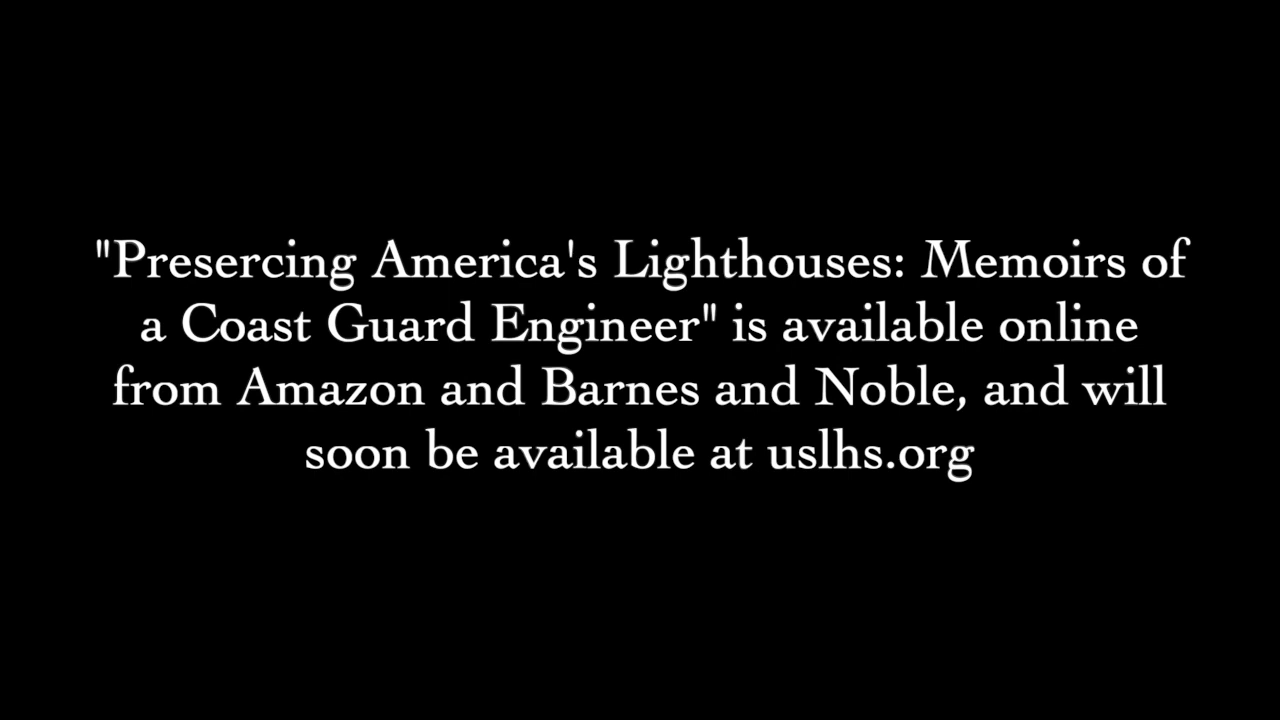 "Presercing America's Lighthouses: Memoirs of
a Coast Guard Engineer" is available online
from Amazon and Barnes and Noble, and will
soon be available at uslhs.org